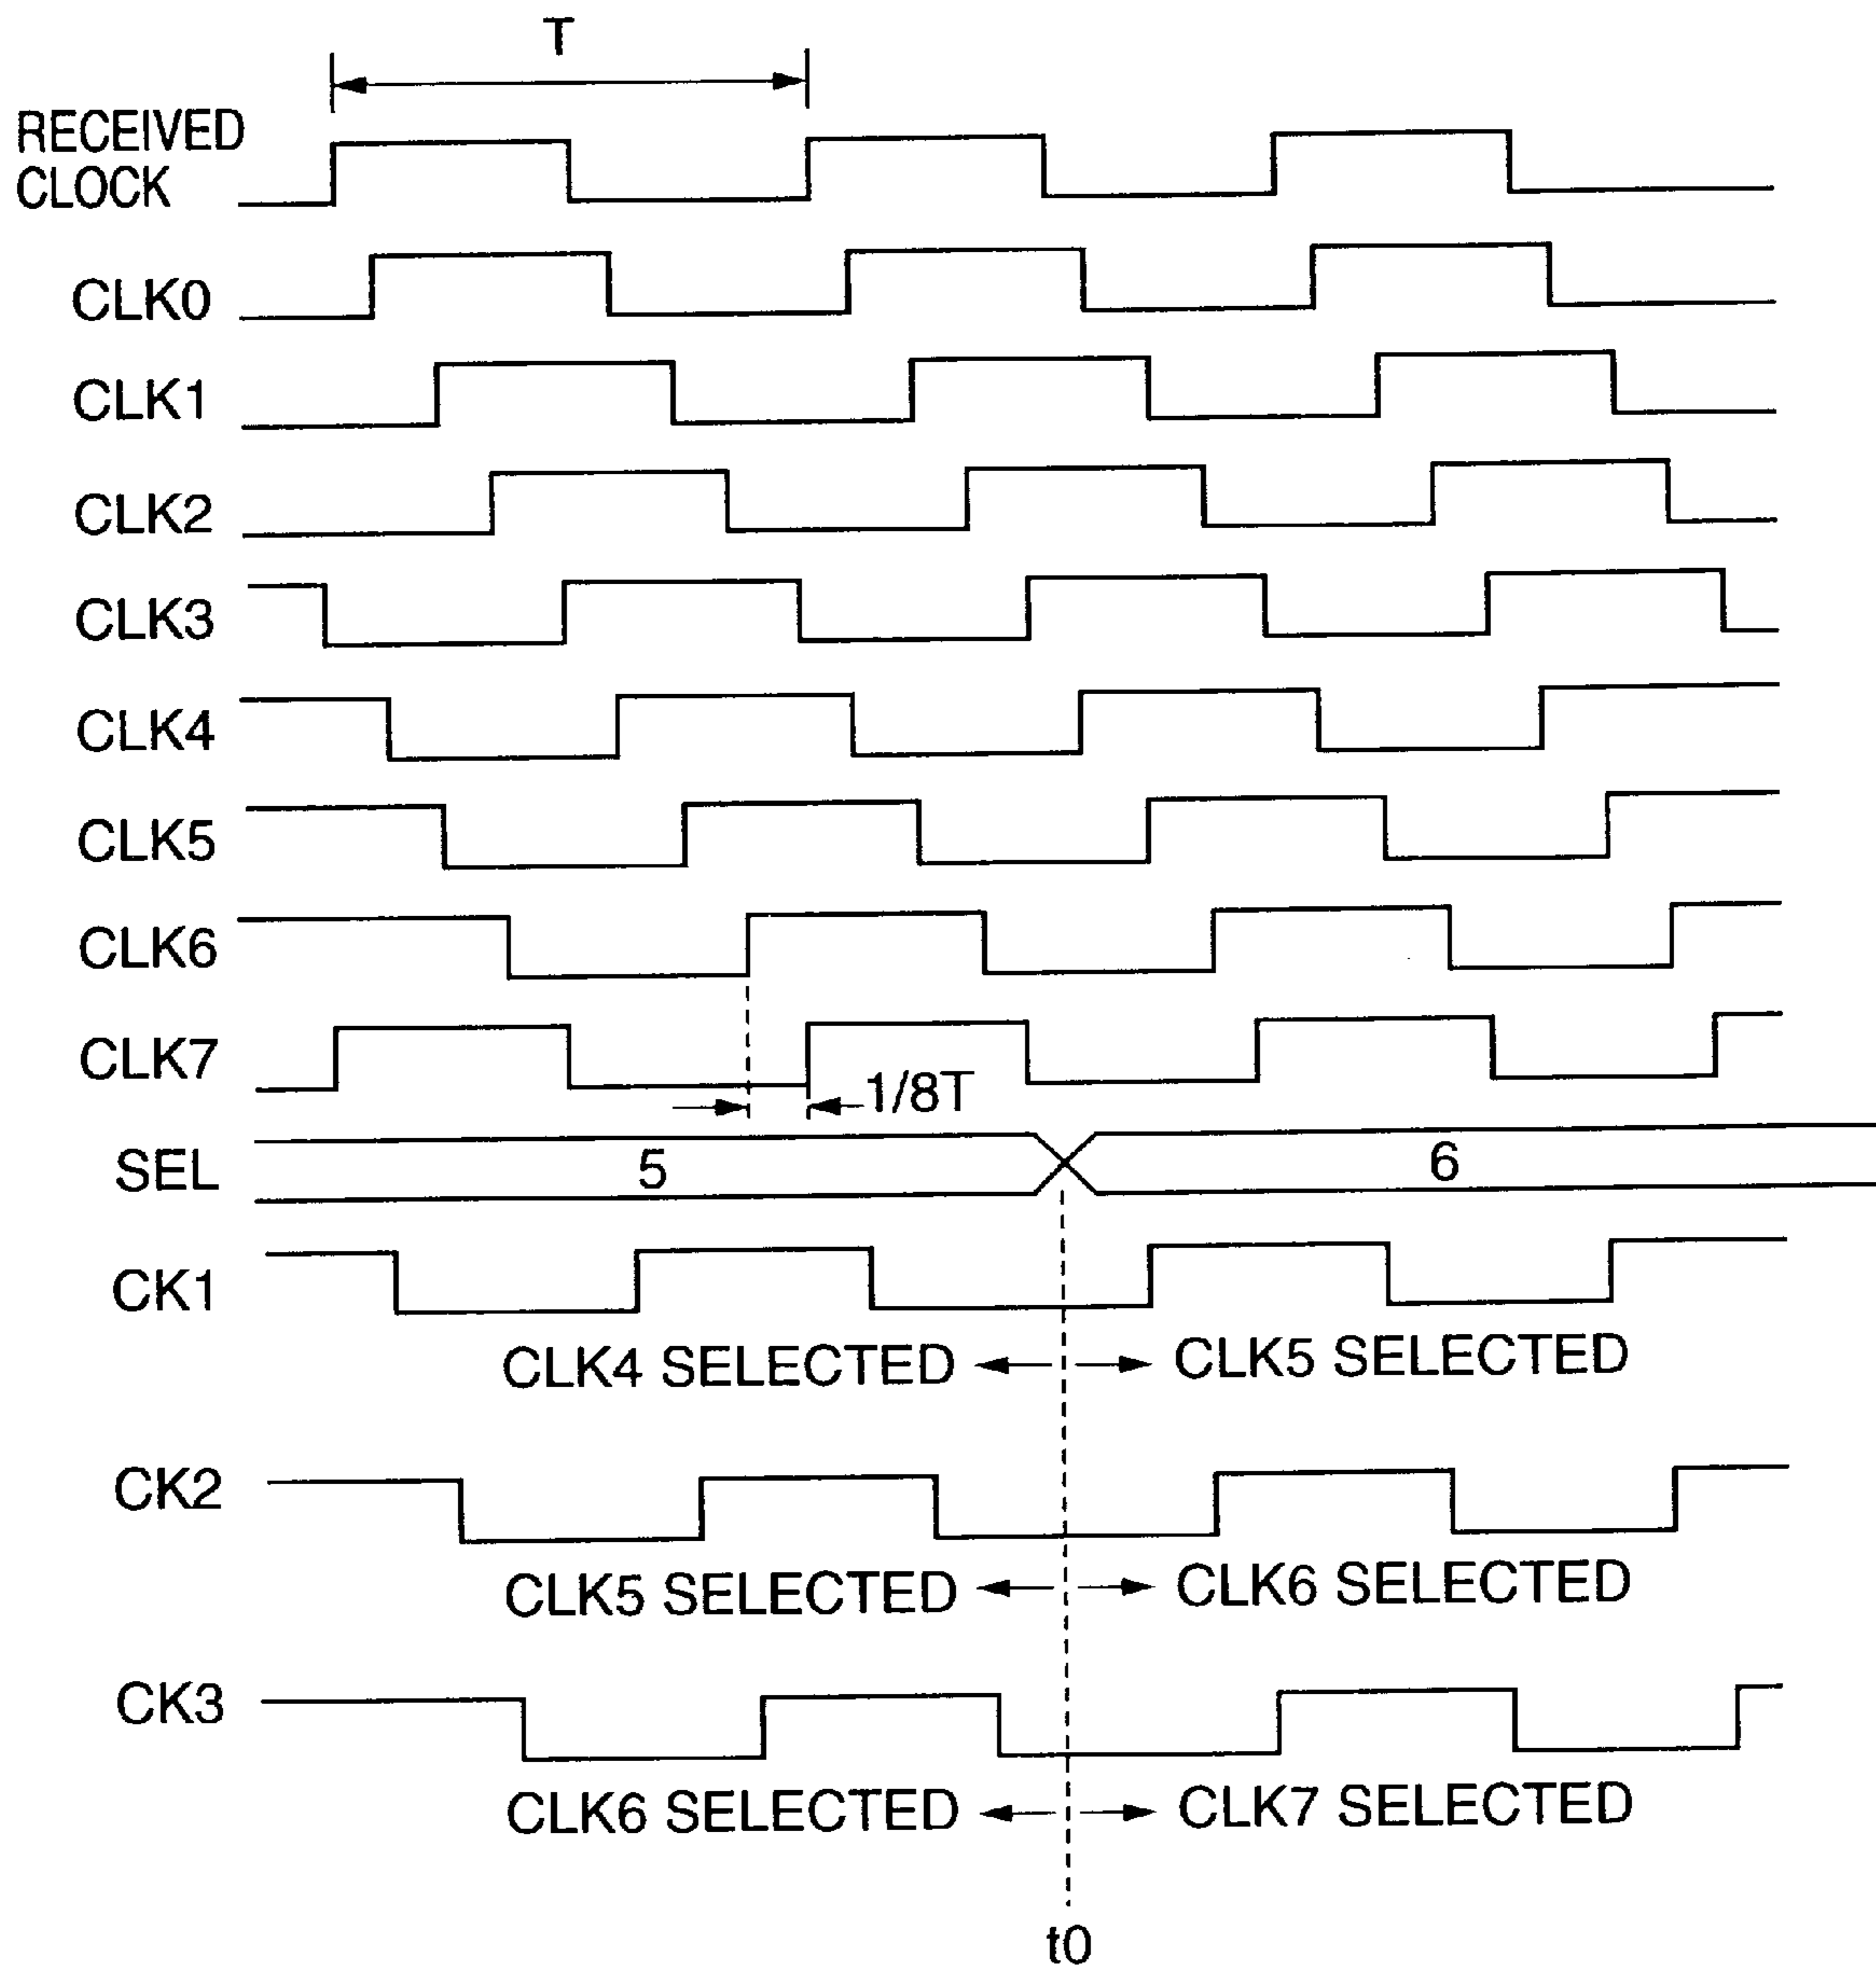 T
RECEIVED
CLOCK
CLK0
CLK1
CLK2
CLK3
CLK4
CLK5
CLK6
CLK7
1/8T
SEL 5 6
CK1
CLK4 SELECTED CLK5 SELECTED
CK2
CLK5 SELECTED CLK6 SELECTED
CK3
CLK6 SELECTED CLK7 SELECTED
t0